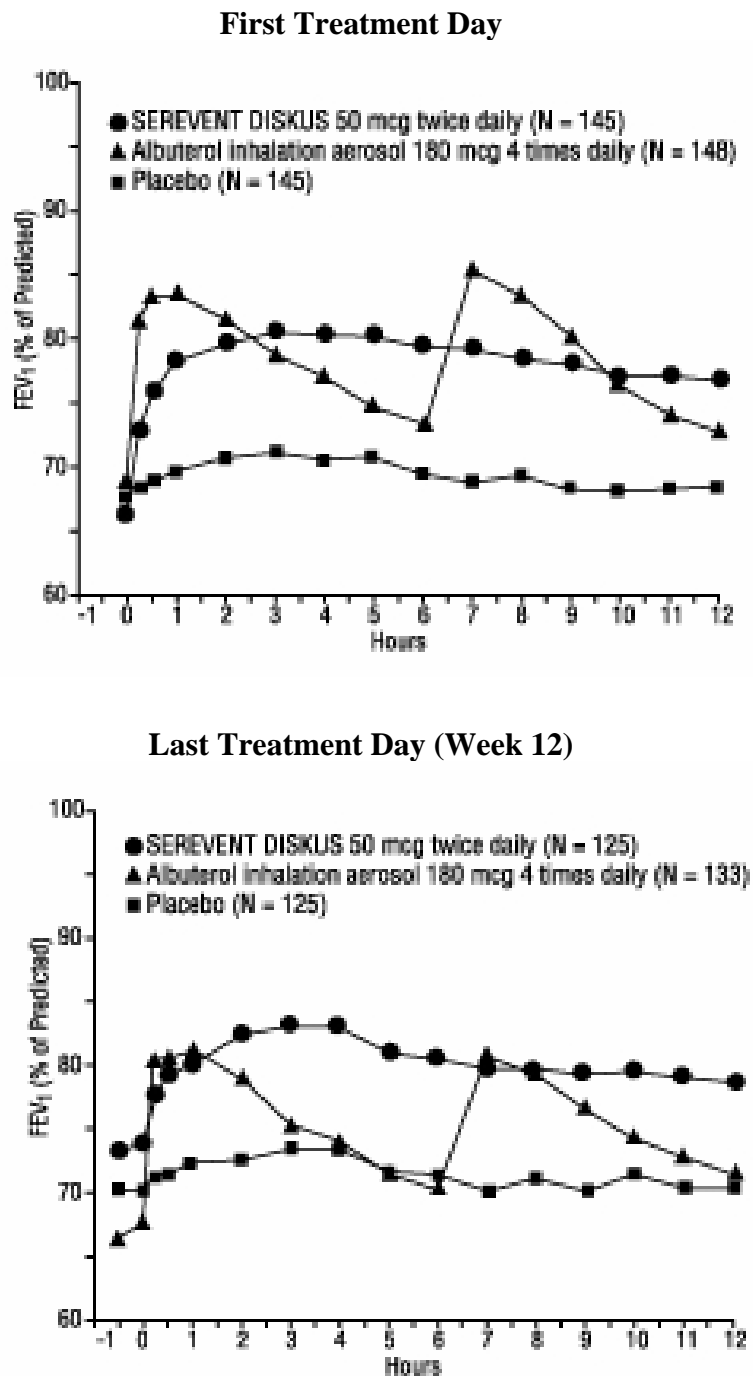 First Treatment Day
100
● SEREVENT DISKUS 50 mcg twice daily (N = 145)
▲ Albuterol inhalation aerosol 180 mcg 4 times daily (N = 148)
■ Placebo (N = 145)
90
80
70
60
FEV1 (% of Predicted)
-1 0 1 2 3 4 5 6 7 8 9 10 11 12
Hours
Last Treatment Day (Week 12)
100
● SEREVENT DISKUS 50 mcg twice daily (N = 125)
▲ Albuterol inhalation aerosol 180 mcg 4 times daily (N = 133)
■ Placebo (N = 125)
90
80
70
60
FEV1 (% of Predicted)
-1 0 1 2 3 4 5 6 7 8 9 10 11 12
Hours